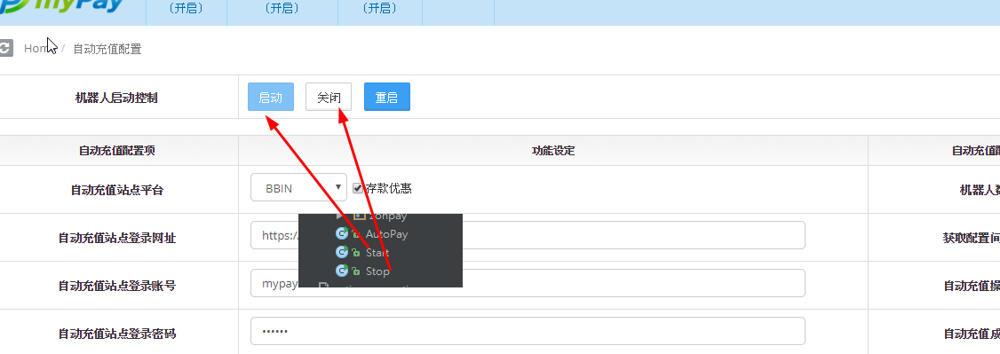 myPay
(开启) (开启) (开启)
Home / 自动充值配置
机器人启动控制 启动 关闭 重启
自动充值配置项 功能设定 自动充值配
自动充值站点平台 BBIN 存款优惠 机器人数
zonpay
自动充值站点登录网址 https:/ AutoPay 获取配置间
Start
Stop
自动充值站点登录账号 mypay 自动充值操
自动充值站点登录密码 •••••• 自动充值成